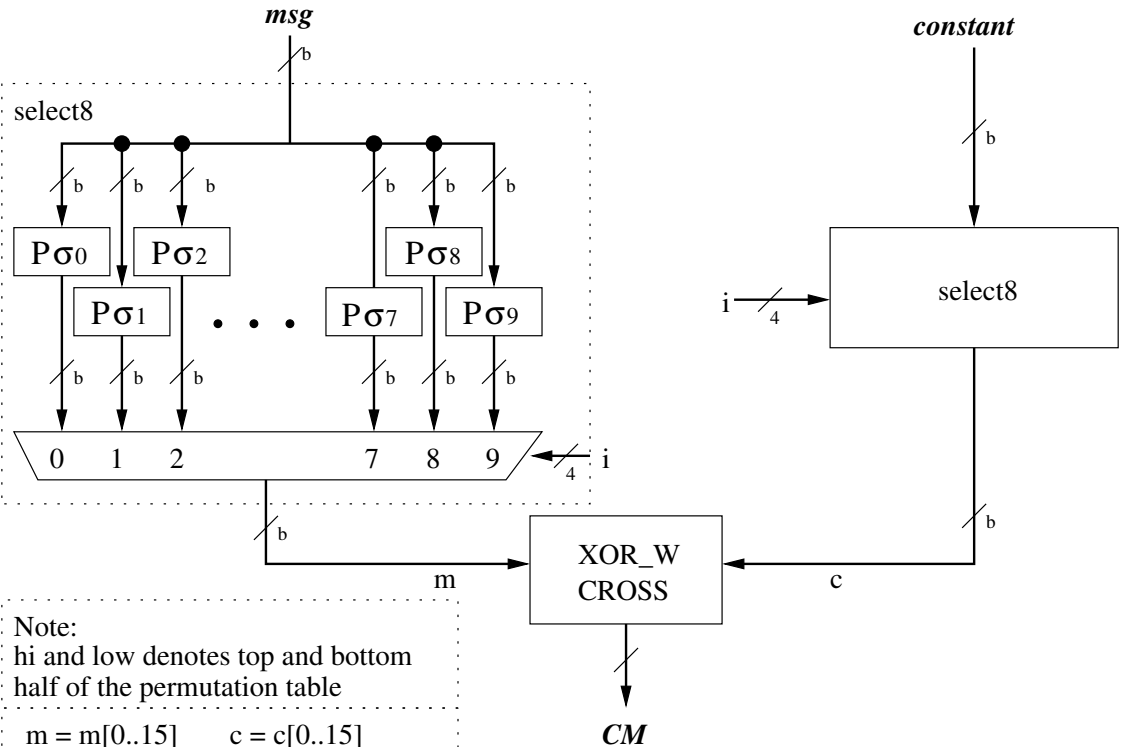 msg
constant
b
b
select8
b b b b b b
Pσ0 Pσ2 Pσ8
Pσ1 Pσ7 Pσ9
select8
i
4
b b b b b b
0 1 2 7 8 9
4
i
b
b
XOR_W
CROSS
m
c
Note:
hi and low denotes top and bottom
half of the permutation table
m = m[0..15] c = c[0..15]
CM